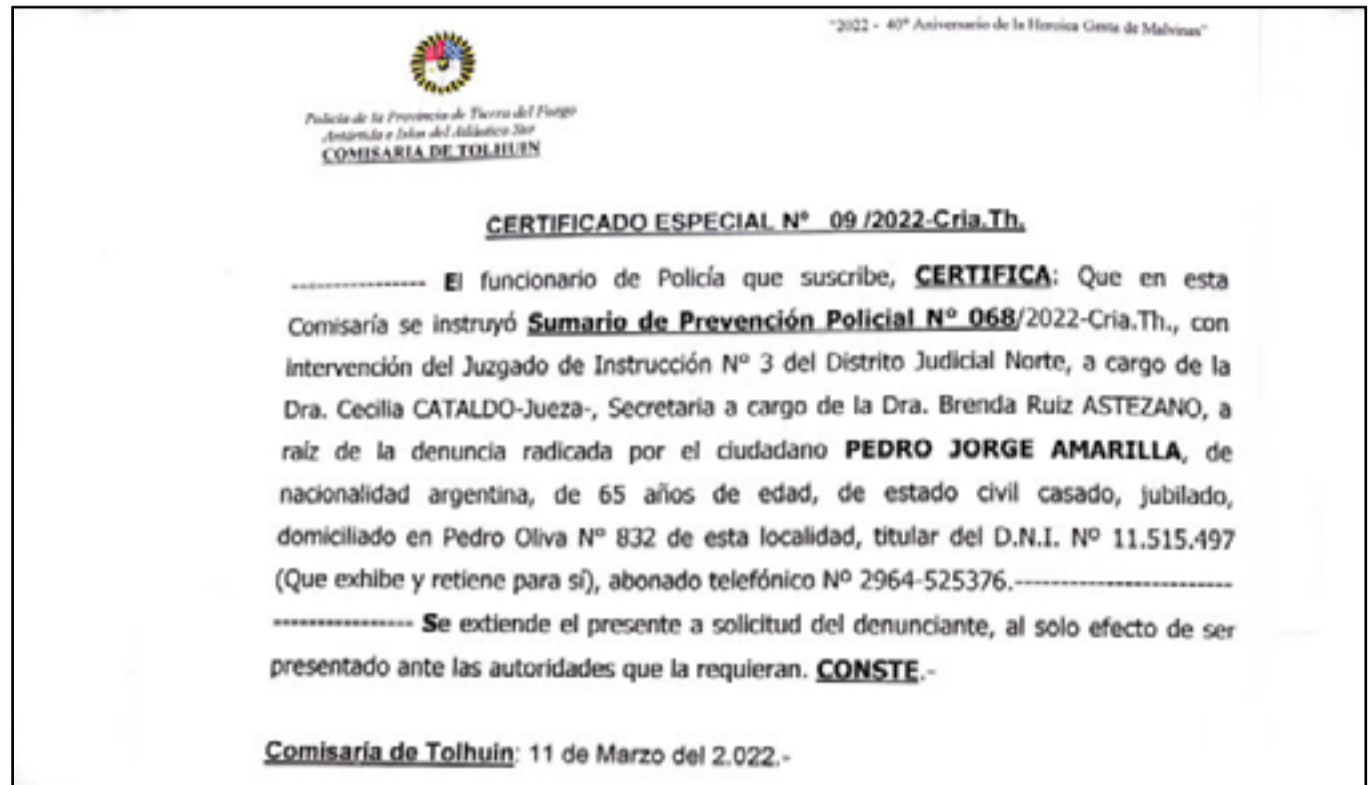 "2022 - 40° Aniversario de la Heroica Gesta de Malvinas"
Policía de la Provincia de Tierra del Fuego
Antártida e Islas del Atlántico Sur
COMISARIA DE TOLHUIN
CERTIFICADO ESPECIAL Nº 09 /2022-Cria.Th.
---------------- El funcionario de Policía que suscribe, CERTIFICA: Que en esta
Comisaría se instruyó Sumario de Prevención Policial Nº 068/2022-Cria.Th., con
intervención del Juzgado de Instrucción Nº 3 del Distrito Judicial Norte, a cargo de la
Dra. Cecilia CATALDO-Jueza-, Secretaria a cargo de la Dra. Brenda Ruiz ASTEZANO, a
raíz de la denuncia radicada por el ciudadano PEDRO JORGE AMARILLA, de
nacionalidad argentina, de 65 años de edad, de estado civil casado, jubilado,
domiciliado en Pedro Oliva Nº 832 de esta localidad, titular del D.N.I. Nº 11.515.497
(Que exhibe y retiene para sí), abonado telefónico Nº 2964-525376.--------------------------
----------------- Se extiende el presente a solicitud del denunciante, al solo efecto de ser
presentado ante las autoridades que la requieran. CONSTE.-
Comisaría de Tolhuin: 11 de Marzo del 2.022.-